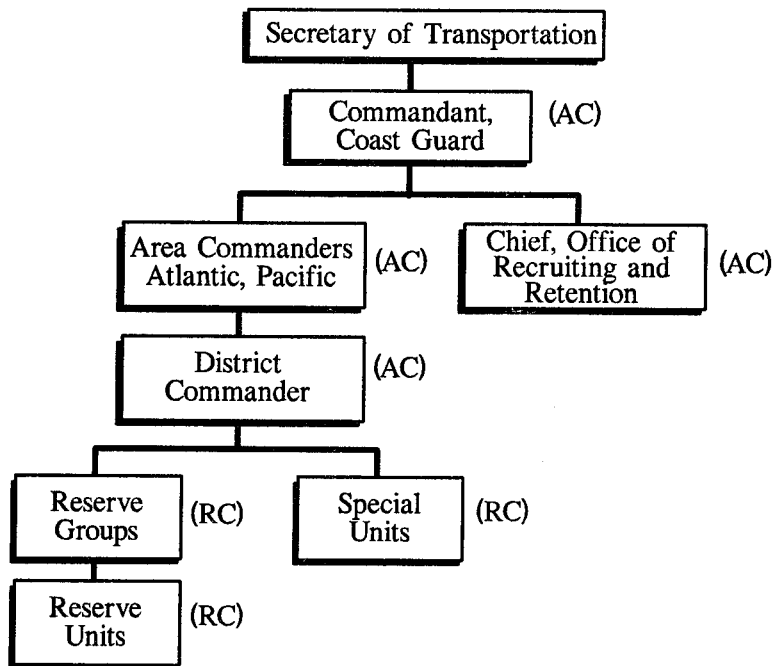 Secretary of Transportation
Commandant,
Coast Guard
(AC)
Area Commanders
Atlantic, Pacific
(AC)
Chief, Office of
Recruiting and
Retention
(AC)
District
Commander
(AC)
Reserve
Groups
(RC)
Special
Units
(RC)
Reserve
Units
(RC)